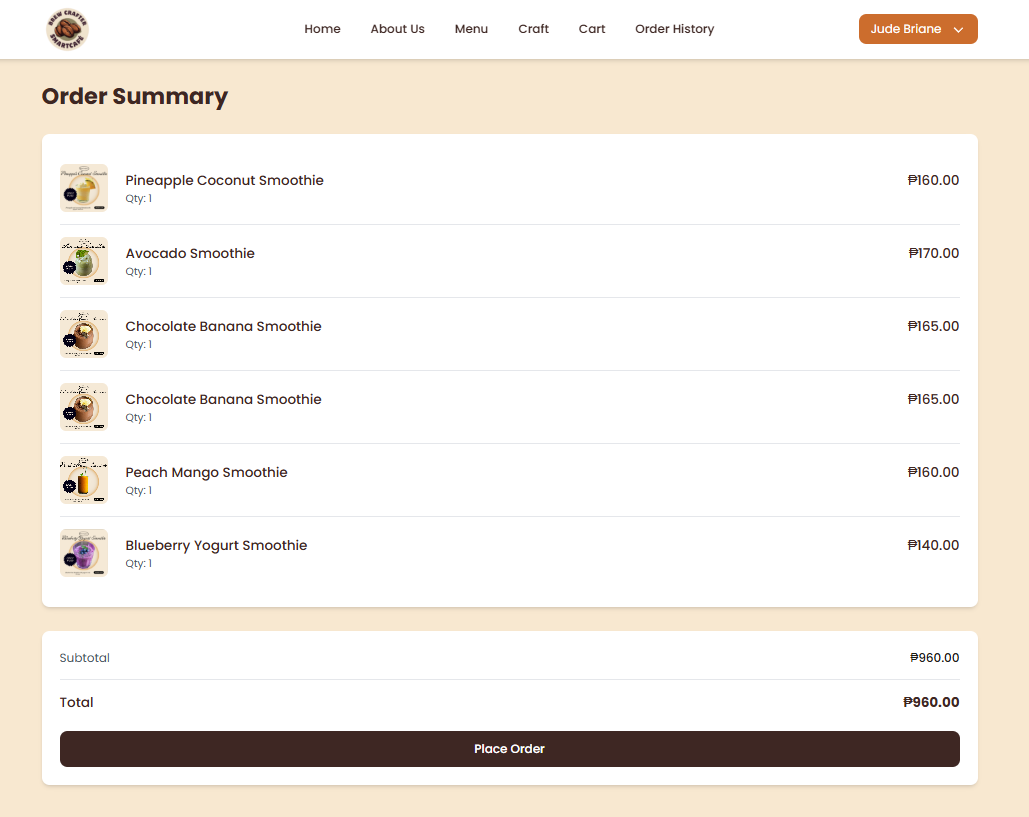 BREW CRAFTER
SMARTCAFE
Home
About Us
Menu
Craft
Cart
Order History
Jude Briane
Order Summary
Pineapple Coconut Smoothie
Qty: 1
₱160.00
Avocado Smoothie
Qty: 1
₱170.00
Chocolate Banana Smoothie
Qty: 1
₱165.00
Chocolate Banana Smoothie
Qty: 1
₱165.00
Peach Mango Smoothie
Qty: 1
₱160.00
Blueberry Yogurt Smoothie
Qty: 1
₱140.00
Subtotal
₱960.00
Total
₱960.00
Place Order